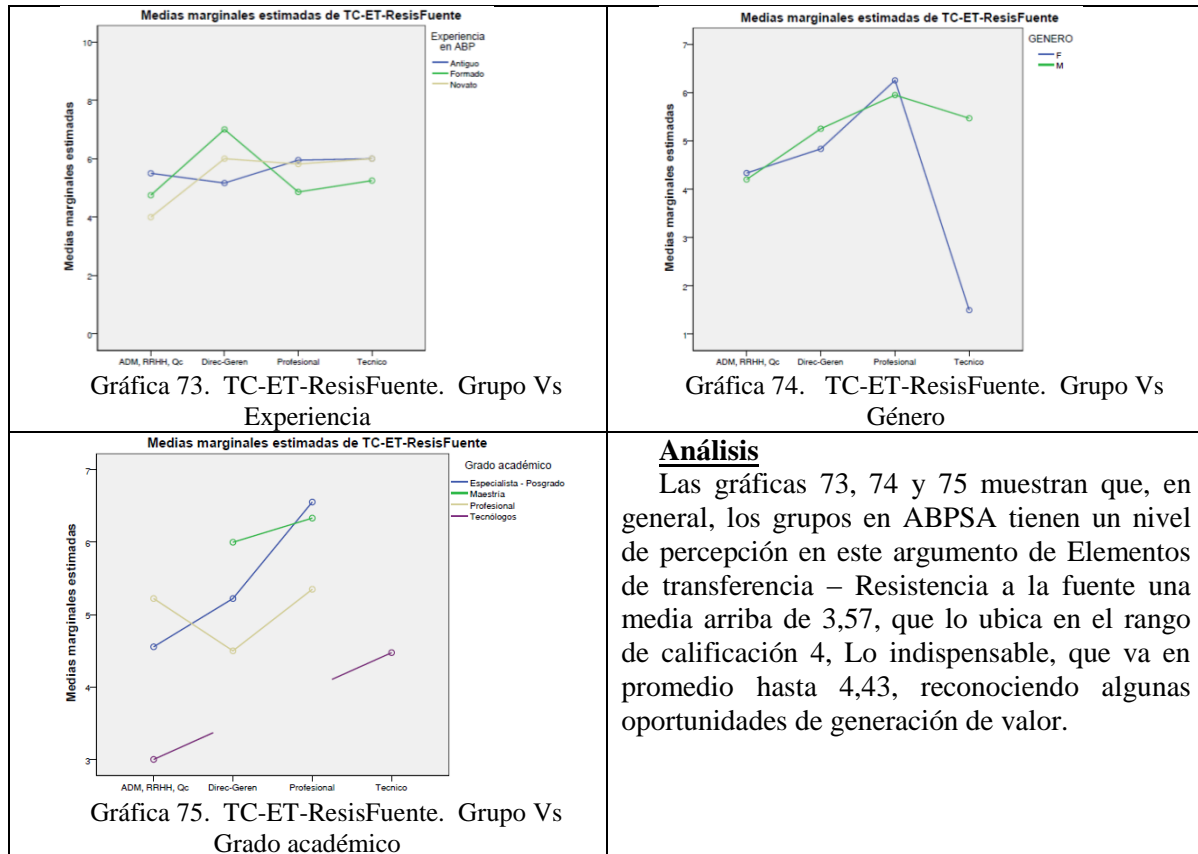 Medias marginales estimadas de TC-ET-ResisFuente
Experiencia
en ABP
Antiguo
Formado
Novato
Medias marginales estimadas
10
8
6
4
2
0
ADM, RRHH, Qc Direc-Geren Profesional Tecnico
Gráfica 73. TC-ET-ResisFuente. Grupo Vs
Experiencia
Medias marginales estimadas de TC-ET-ResisFuente
GENERO
F
M
Medias marginales estimadas
7
6
5
4
3
2
1
ADM, RRHH, Qc Direc-Geren Profesional Tecnico
Gráfica 74. TC-ET-ResisFuente. Grupo Vs
Género
Medias marginales estimadas de TC-ET-ResisFuente
Grado académico
Especialista - Posgrado
Maestría
Profesional
Tecnólogos
Medias marginales estimadas
7
6
5
4
3
ADM, RRHH, Qc Direc-Geren Profesional Tecnico
Gráfica 75. TC-ET-ResisFuente. Grupo Vs
Grado académico
Análisis
Las gráficas 73, 74 y 75 muestran que, en
general, los grupos en ABPSA tienen un nivel
de percepción en este argumento de Elementos
de transferencia – Resistencia a la fuente una
media arriba de 3,57, que lo ubica en el rango
de calificación 4, Lo indispensable, que va en
promedio hasta 4,43, reconociendo algunas
oportunidades de generación de valor.